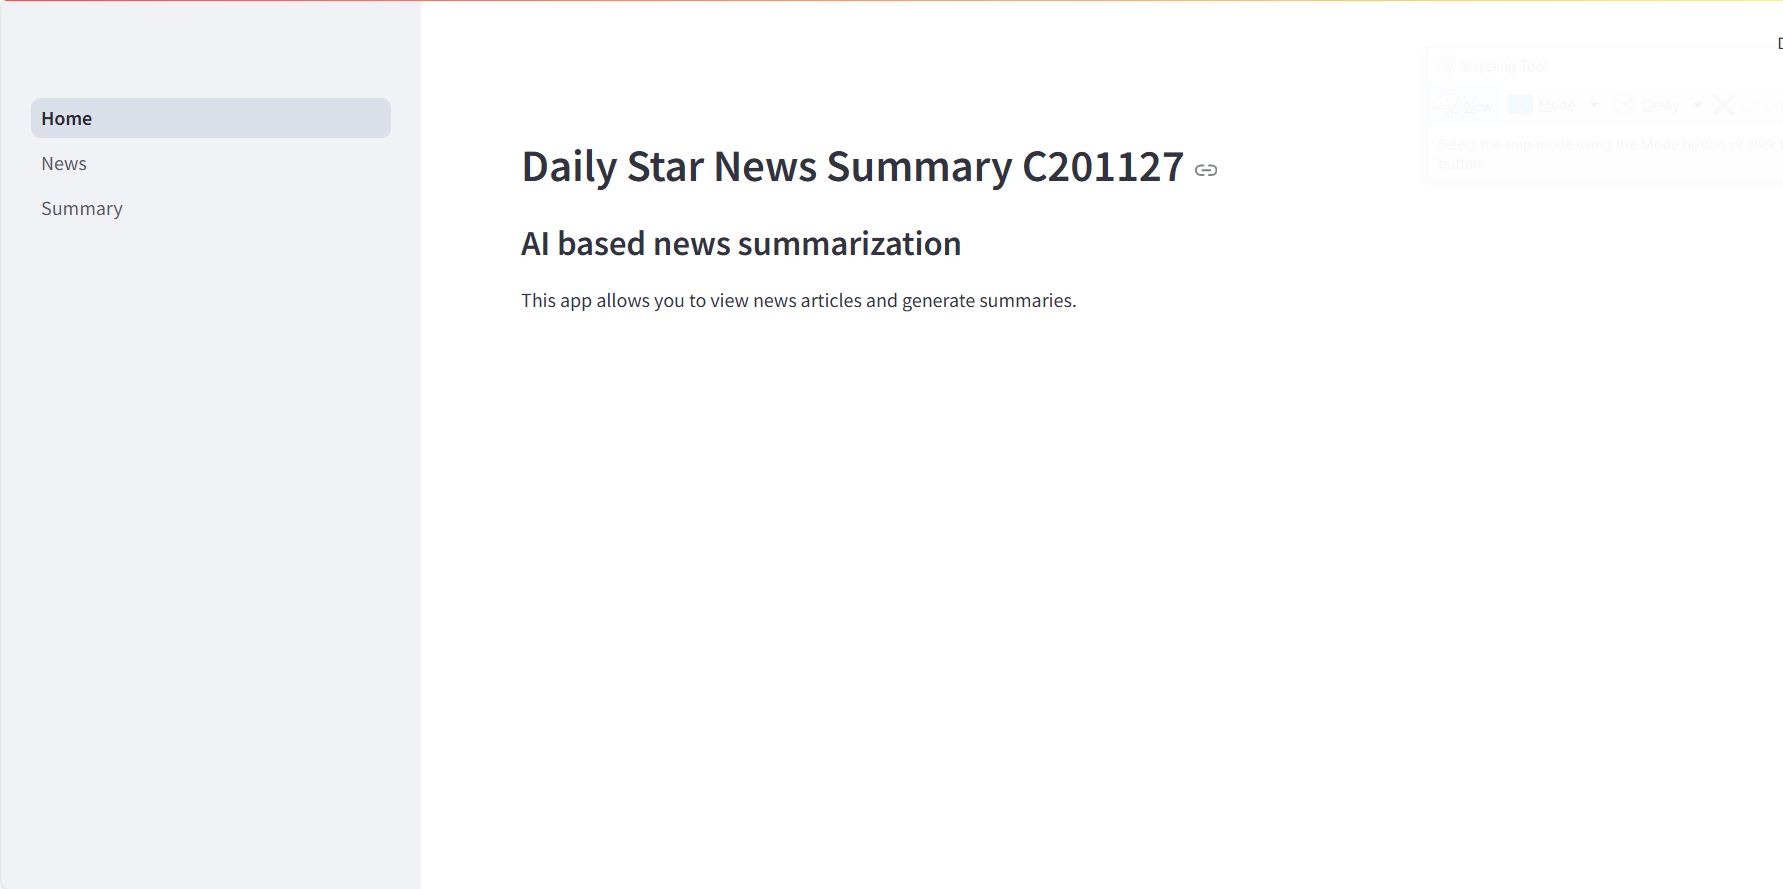 Home
News
Summary
Daily Star News Summary C201127
AI based news summarization
This app allows you to view news articles and generate summaries.
Snipping Tool
New Mode Delay
Select the snip mode using the Mode button or click
button.